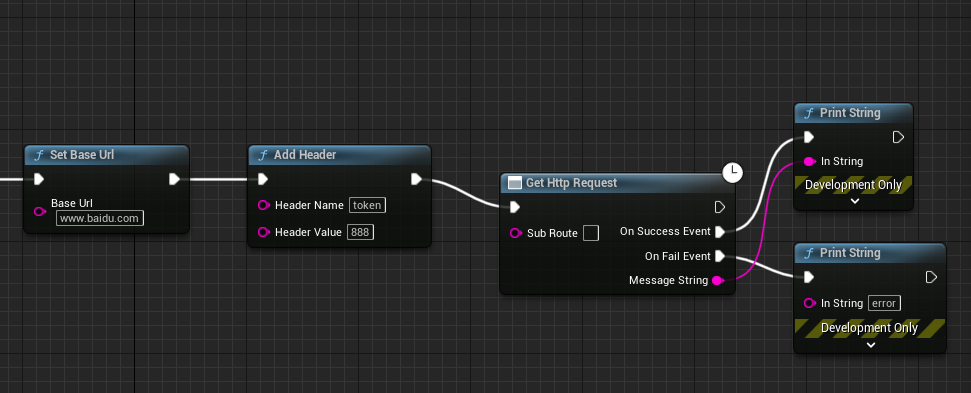 Set Base Url
Base Url
www.baidu.com
Add Header
Header Name token
Header Value 888
Get Http Request
Sub Route
On Success Event
On Fail Event
Message String
Print String
In String
Development Only
Print String
In String error
Development Only